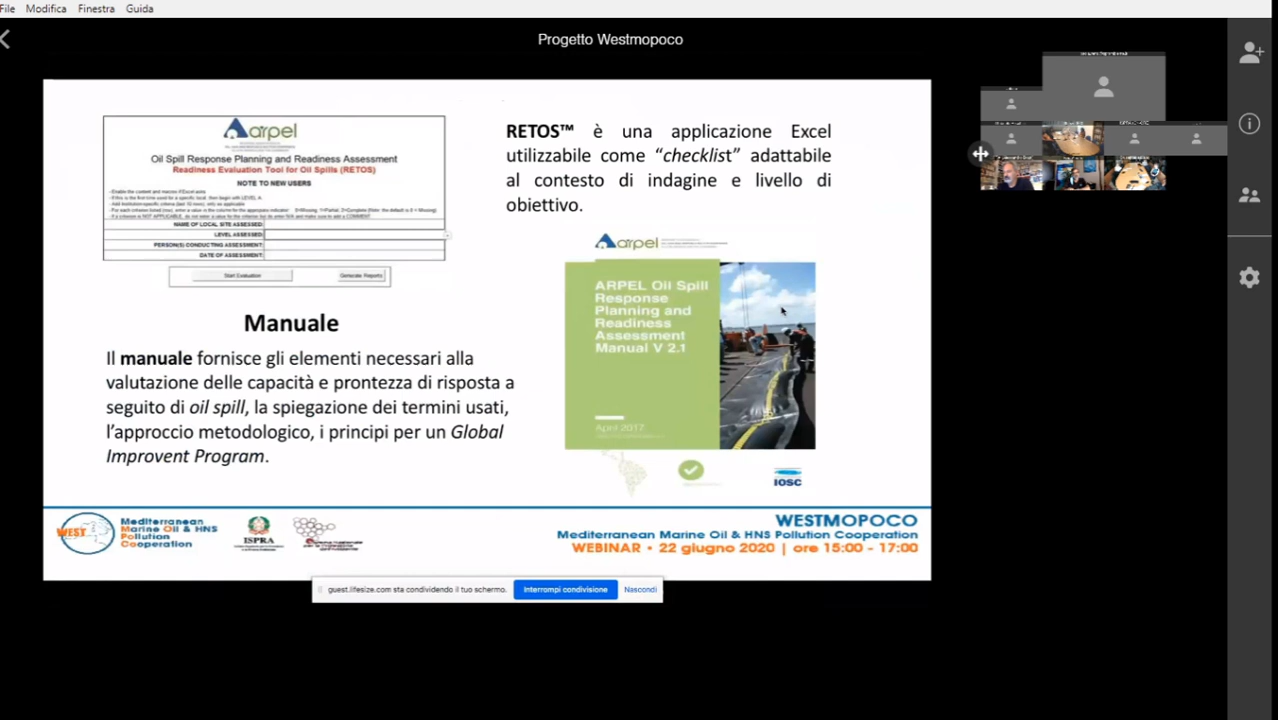 File Modifica Finestra Guida
Progetto Westmopoco
arpel
Oil Spill Response Planning and Readiness Assessment
Readiness Evaluation Tool for Oil Spills (RETOS)
NOTE TO NEW USERS
NAME OF LOCAL SITE ASSESSED:
LEVEL ASSESSED:
PERSON(S) CONDUCTING ASSESSMENT:
DATE OF ASSESSMENT:
Start Evaluation Generate Reports
Manuale
Il manuale fornisce gli elementi necessari alla
valutazione delle capacità e prontezza di risposta a
seguito di oil spill, la spiegazione dei termini usati,
l'approccio metodologico, i principi per un Global
Improvent Program.
RETOS™ è una applicazione Excel
utilizzabile come “checklist” adattabile
al contesto di indagine e livello di
obiettivo.
arpel
ARPEL Oil Spill
Response
Planning and
Readiness
Assessment
Manual V 2.1
April 2017
IOSC
WEST
Mediterranean
Marine Oil & HNS
Pollution
Cooperation
ISPRA
WESTMOPOCO
Mediterranean Marine Oil & HNS Pollution Cooperation
WEBINAR • 22 giugno 2020 | ore 15:00 - 17:00
guest.lifesize.com sta condividendo il tuo schermo. Interrompi condivisione Nascondi